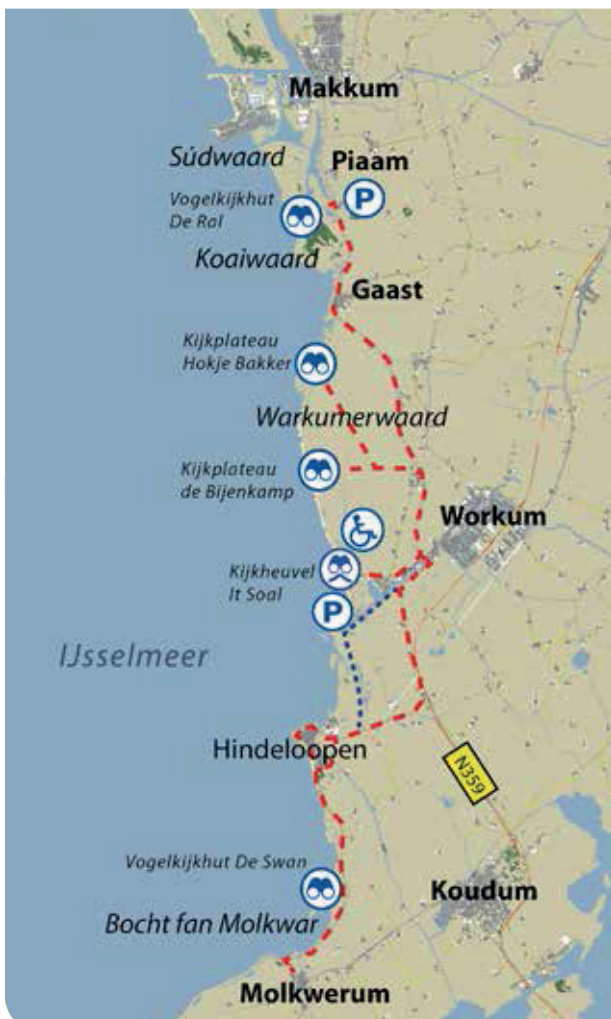 Makkum
Súdwaard
Piaam
P
Vogelkijkhut
De Ral
Koaiwaard
Gaast
Kijkplateau
Hokje Bakker
Warkumerwaard
Kijkplateau
de Bijenkamp
Workum
Kijkheuvel
It Soal
P
IJsselmeer
Hindeloopen
N359
Vogelkijkhut De Swan
Koudum
Bocht fan Molkwar
Molkwerum